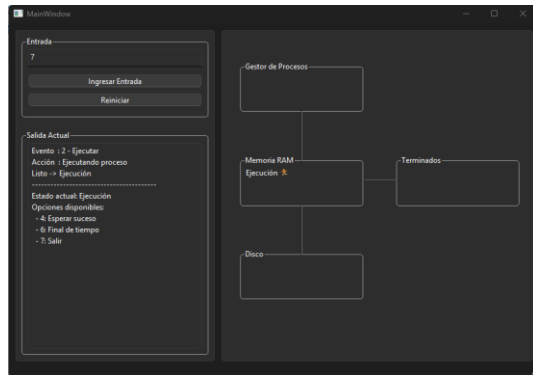 MainWindow
Entrada
7
Ingresar Entrada
Reiniciar
Salida Actual
Evento : 2 - Ejecutar
Acción : Ejecutando proceso
Listo -> Ejecución
----------------------------------------
Estado actual: Ejecución
Opciones disponibles:
- 4: Esperar suceso
- 6: Final de tiempo
- 7: Salir
Gestor de Procesos
Memoria RAM
Ejecución 🏃
Terminados
Disco